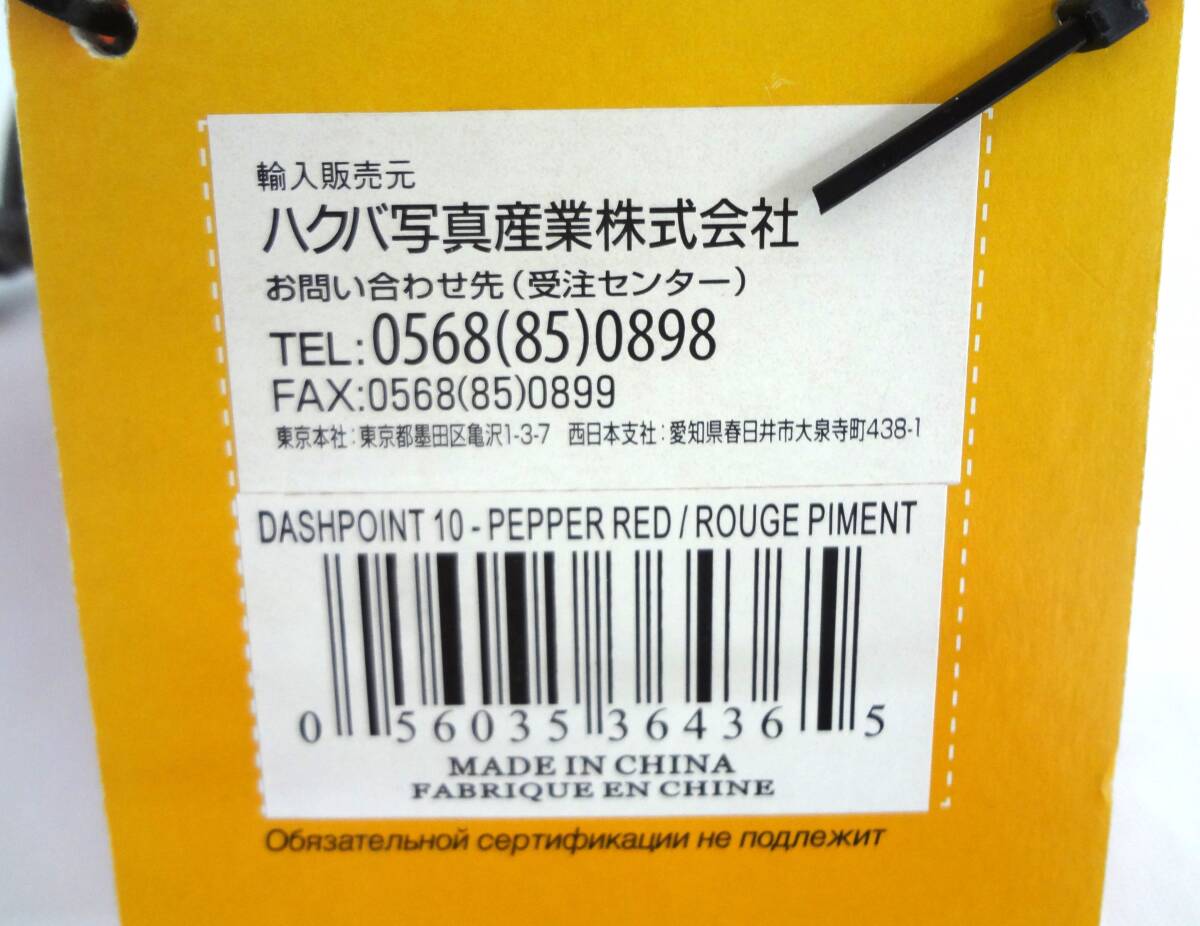 輸入販売元
ハクバ写真産業株式会社
お問い合わせ先(受注センター)
TEL:0568(85)0898
FAX:0568(85)0899
東京本社:東京都墨田区亀沢1-3-7 西日本支社:愛知県春日井市大泉寺町438-1
DASHPOINT 10 - PEPPER RED / ROUGE PIMENT
0 56035 36436 5
MADE IN CHINA
FABRIQUE EN CHINE
Обязательной сертификации не подлежит